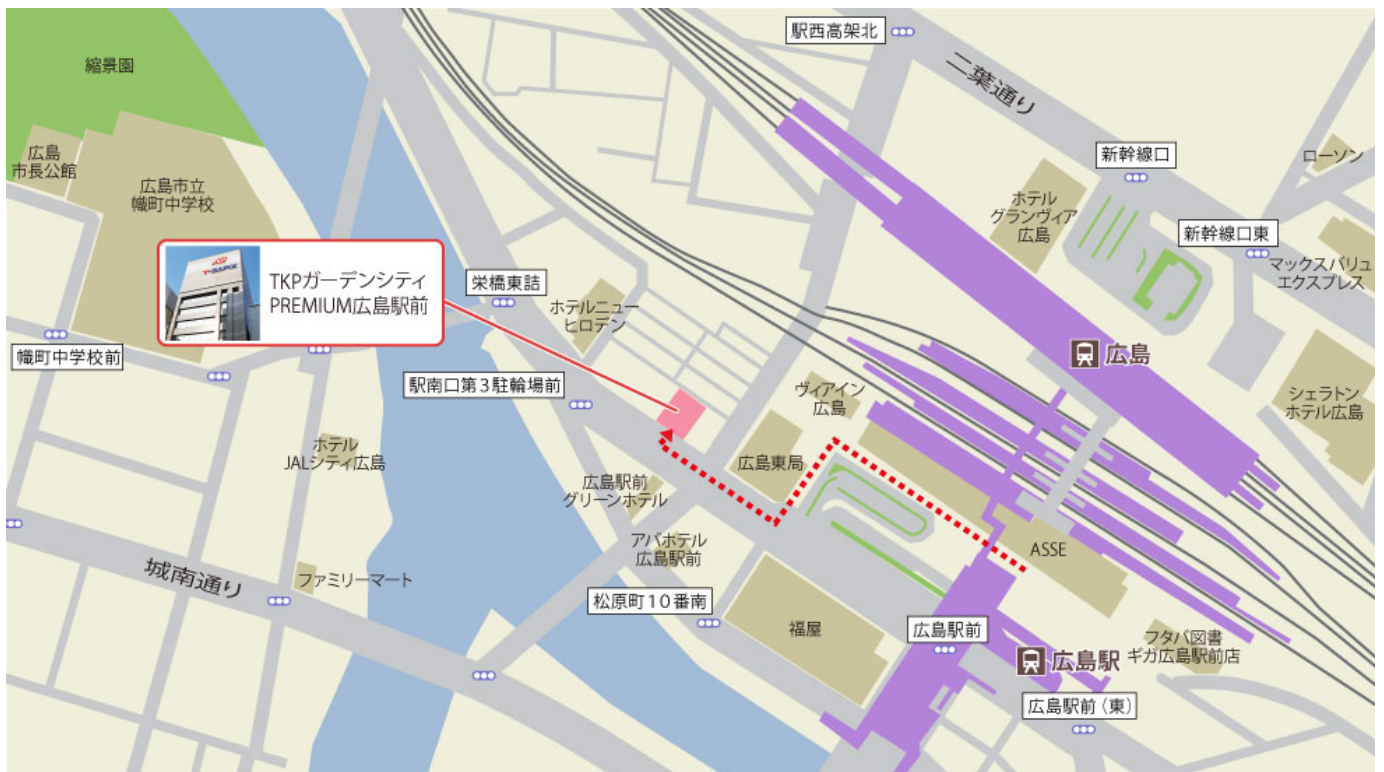 駅西高架北
二葉通り
縮景園
広島
市長公館
広島市立
幟町中学校
新幹線口
ローソン
ホテル
グランヴィア
広島
新幹線口東
マックスバリュ
エクスプレス
TKPガーデンシティ
PREMIUM広島駅前
栄橋東詰
ホテルニュー
ヒロデン
幟町中学校前
広島
駅南口第3駐輪場前
ヴィアイン
広島
シェラトン
ホテル広島
ホテル
JALシティ広島
広島東局
広島駅前
グリーンホテル
アパホテル
広島駅前
ASSE
城南通り
ファミリーマート
松原町10番南
福屋
広島駅前
フタバ図書
ギガ広島駅前店
広島駅
広島駅前(東)